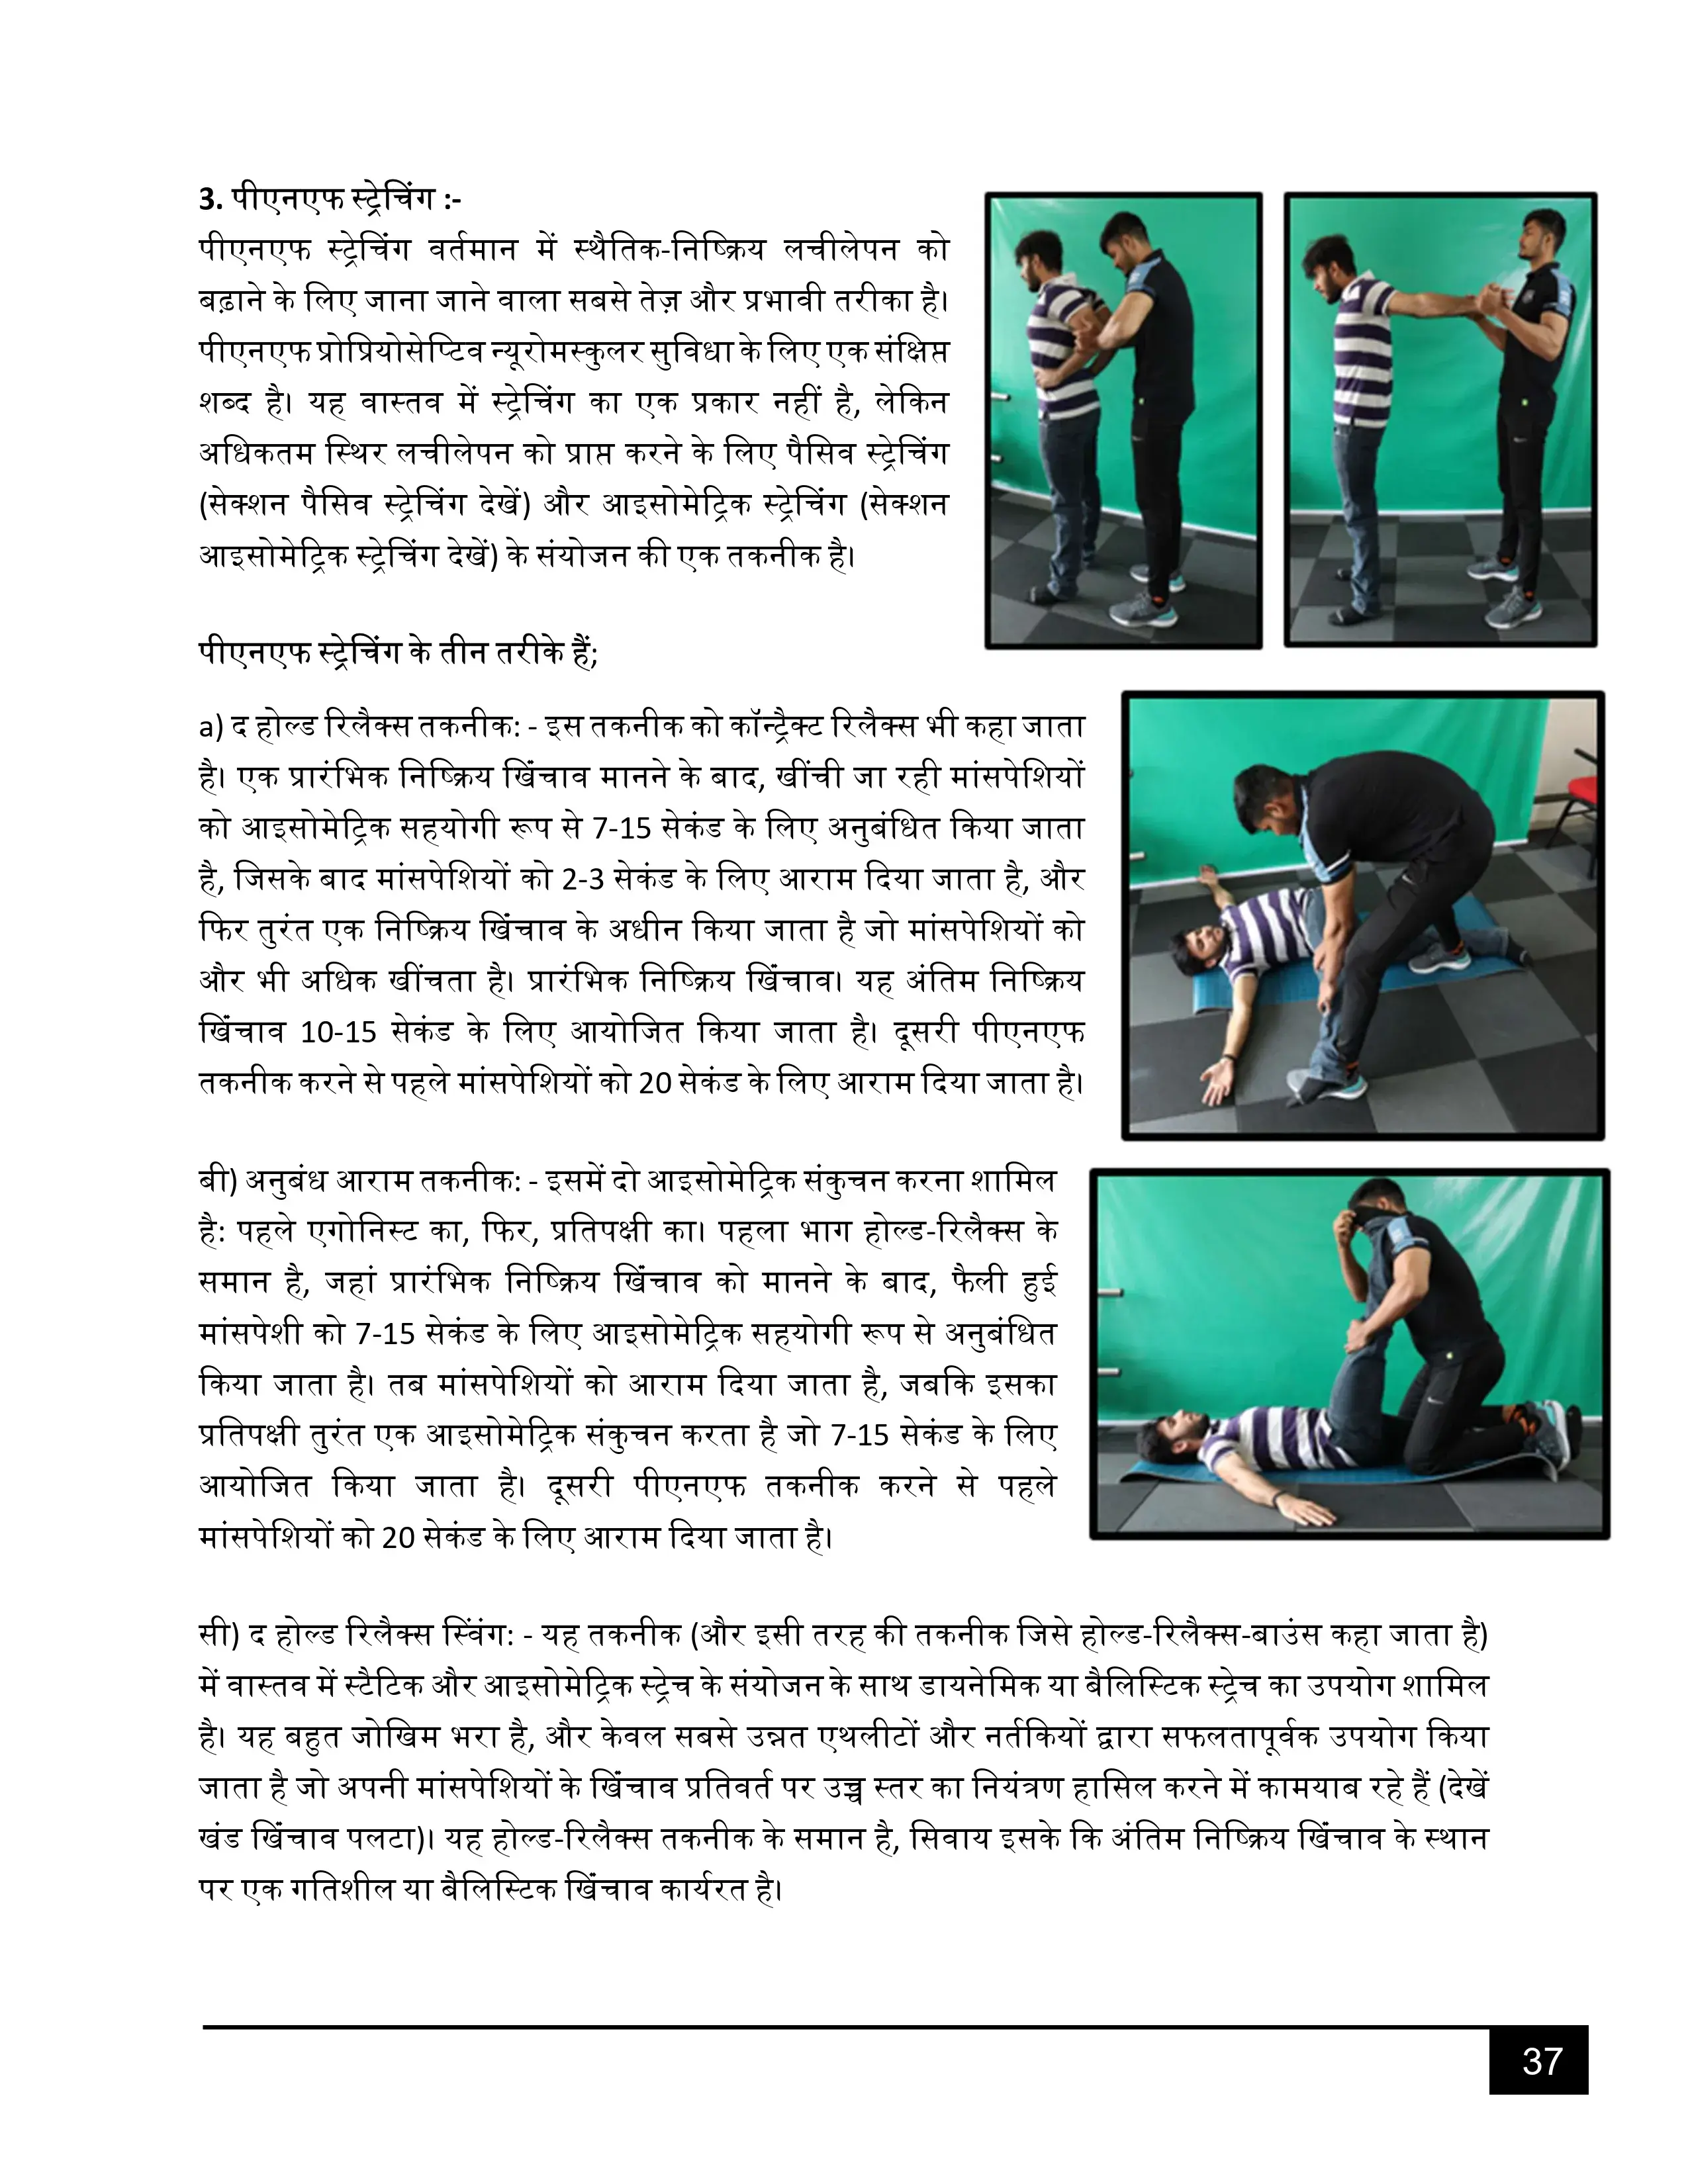 3. पीएनएफ स्ट्रेचिंग :-
पीएनएफ स्ट्रेचिंग वर्तमान में स्थैतिक-निष्क्रिय लचीलेपन को
बढ़ाने के लिए जाना जाने वाला सबसे तेज़ और प्रभावी तरीका है।
पीएनएफ प्रोप्रियोसेप्टिव न्यूरोमस्कुलर सुविधा के लिए एक संक्षिप्त
शब्द है। यह वास्तव में स्ट्रेचिंग का एक प्रकार नहीं है, लेकिन
अधिकतम स्थिर लचीलेपन को प्राप्त करने के लिए पैसिव स्ट्रेचिंग
(सेक्शन पैसिव स्ट्रेचिंग देखें) और आइसोमेट्रिक स्ट्रेचिंग (सेक्शन
आइसोमेट्रिक स्ट्रेचिंग देखें) के संयोजन की एक तकनीक है।
पीएनएफ स्ट्रेचिंग के तीन तरीके हैं;
a) द होल्ड रिलैक्स तकनीक: - इस तकनीक को कॉन्ट्रैक्ट रिलैक्स भी कहा जाता
है। एक प्रारंभिक निष्क्रिय खिंचाव मानने के बाद, खींची जा रही मांसपेशियों
को आइसोमेट्रिक सहयोगी रूप से 7-15 सेकंड के लिए अनुबंधित किया जाता
है, जिसके बाद मांसपेशियों को 2-3 सेकंड के लिए आराम दिया जाता है, और
फिर तुरंत एक निष्क्रिय खिंचाव के अधीन किया जाता है जो मांसपेशियों को
और भी अधिक खींचता है। प्रारंभिक निष्क्रिय खिंचाव। यह अंतिम निष्क्रिय
खिंचाव 10-15 सेकंड के लिए आयोजित किया जाता है। दूसरी पीएनएफ
तकनीक करने से पहले मांसपेशियों को 20 सेकंड के लिए आराम दिया जाता है।
बी) अनुबंध आराम तकनीक: - इसमें दो आइसोमेट्रिक संकुचन करना शामिल
है: पहले एगोनिस्ट का, फिर, प्रतिपक्षी का। पहला भाग होल्ड-रिलैक्स के
समान है, जहां प्रारंभिक निष्क्रिय खिंचाव को मानने के बाद, फैली हुई
मांसपेशी को 7-15 सेकंड के लिए आइसोमेट्रिक सहयोगी रूप से अनुबंधित
किया जाता है। तब मांसपेशियों को आराम दिया जाता है, जबकि इसका
प्रतिपक्षी तुरंत एक आइसोमेट्रिक संकुचन करता है जो 7-15 सेकंड के लिए
आयोजित किया जाता है। दूसरी पीएनएफ तकनीक करने से पहले
मांसपेशियों को 20 सेकंड के लिए आराम दिया जाता है।
सी) द होल्ड रिलैक्स स्विंग: - यह तकनीक (और इसी तरह की तकनीक जिसे होल्ड-रिलैक्स-बाउंस कहा जाता है)
में वास्तव में स्टैटिक और आइसोमेट्रिक स्ट्रेच के संयोजन के साथ डायनेमिक या बैलिस्टिक स्ट्रेच का उपयोग शामिल
है। यह बहुत जोखिम भरा है, और केवल सबसे उन्नत एथलीटों और नर्तकियों द्वारा सफलतापूर्वक उपयोग किया
जाता है जो अपनी मांसपेशियों के खिंचाव प्रतिवर्त पर उच्च स्तर का नियंत्रण हासिल करने में कामयाब रहे हैं (देखें
खंड खिंचाव पलटा)। यह होल्ड-रिलैक्स तकनीक के समान है, सिवाय इसके कि अंतिम निष्क्रिय खिंचाव के स्थान
पर एक गतिशील या बैलिस्टिक खिंचाव कार्यरत है।
37